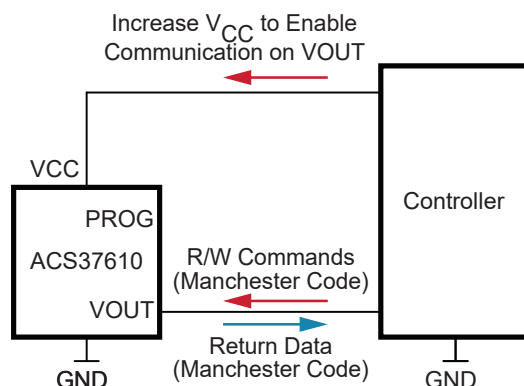 Increase VCC to Enable
Communication on VOUT
VCC
PROG
ACS37610
VOUT
GND
R/W Commands
(Manchester Code)
Return Data
(Manchester Code)
Controller
GND